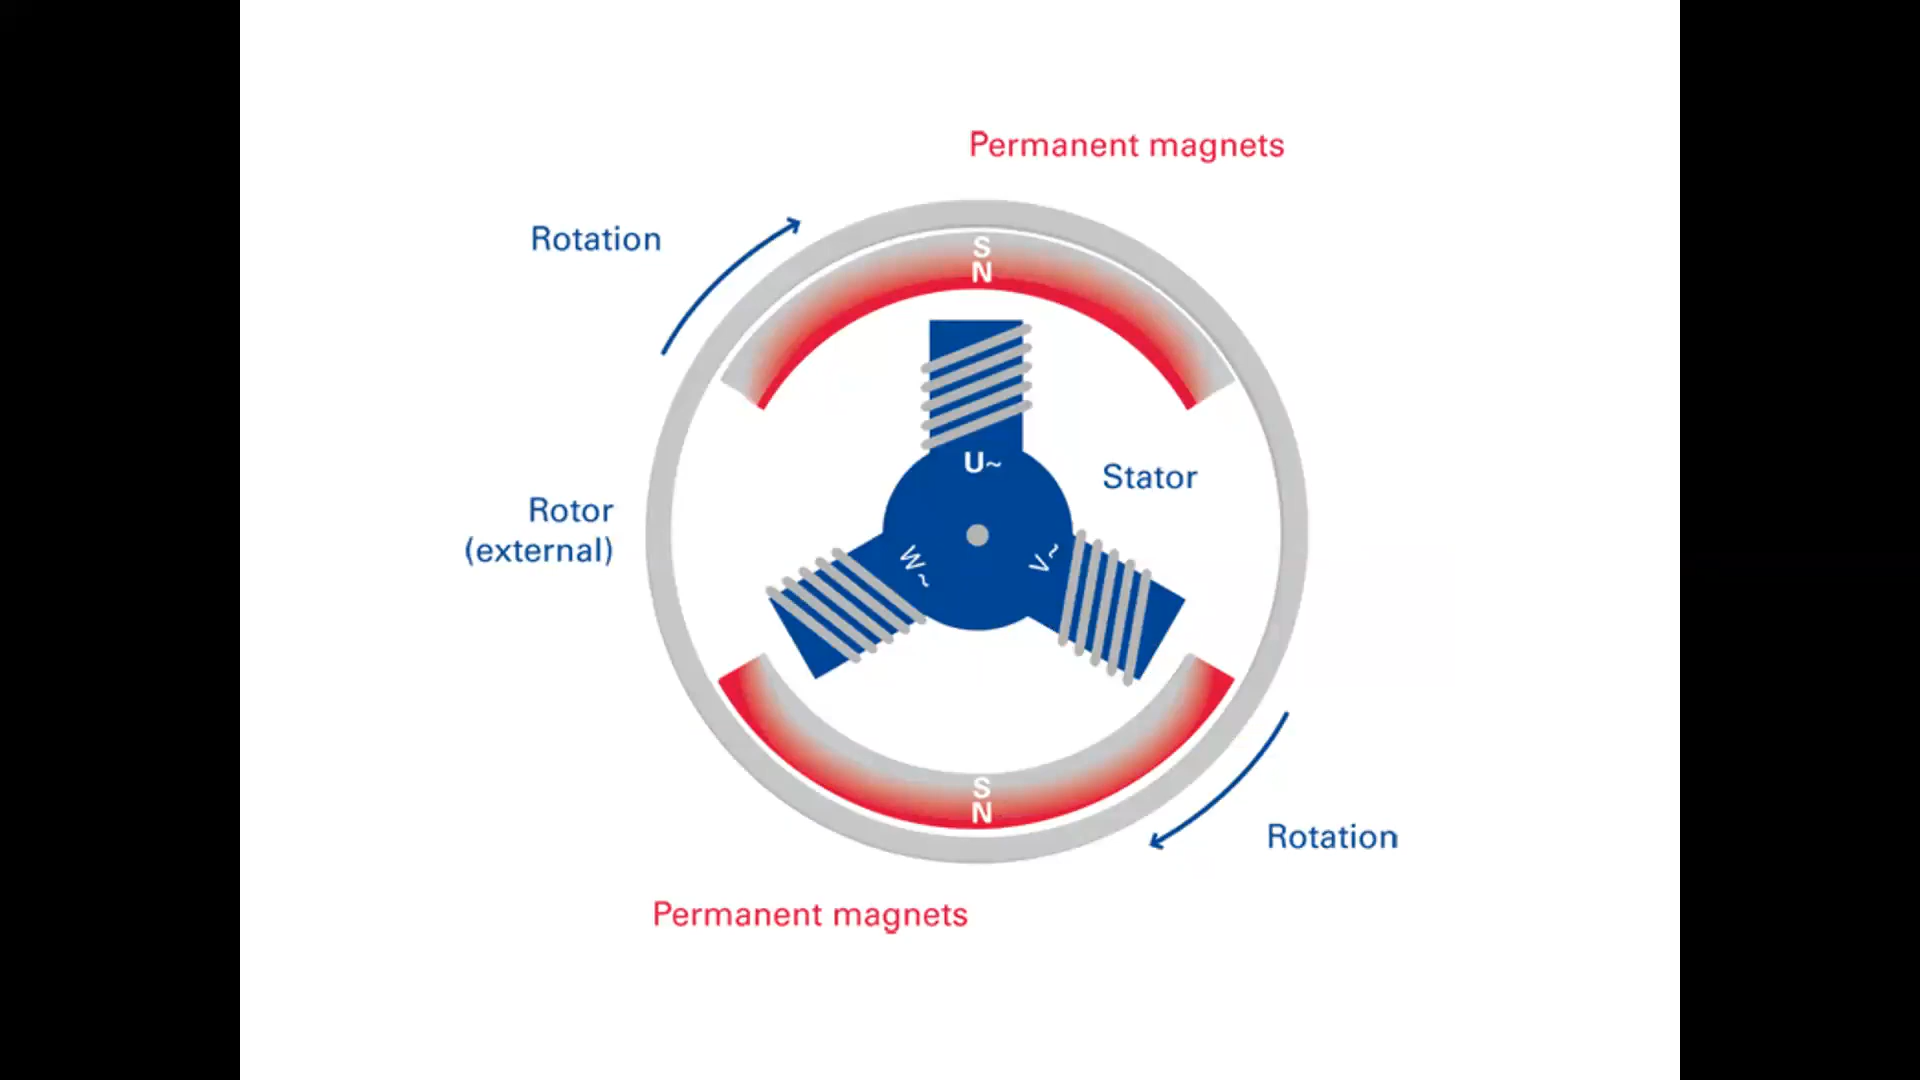 Permanent magnets
Rotation
S
N
U~
Stator
Rotor
(external)
W~
V~
S
N
Rotation
Permanent magnets